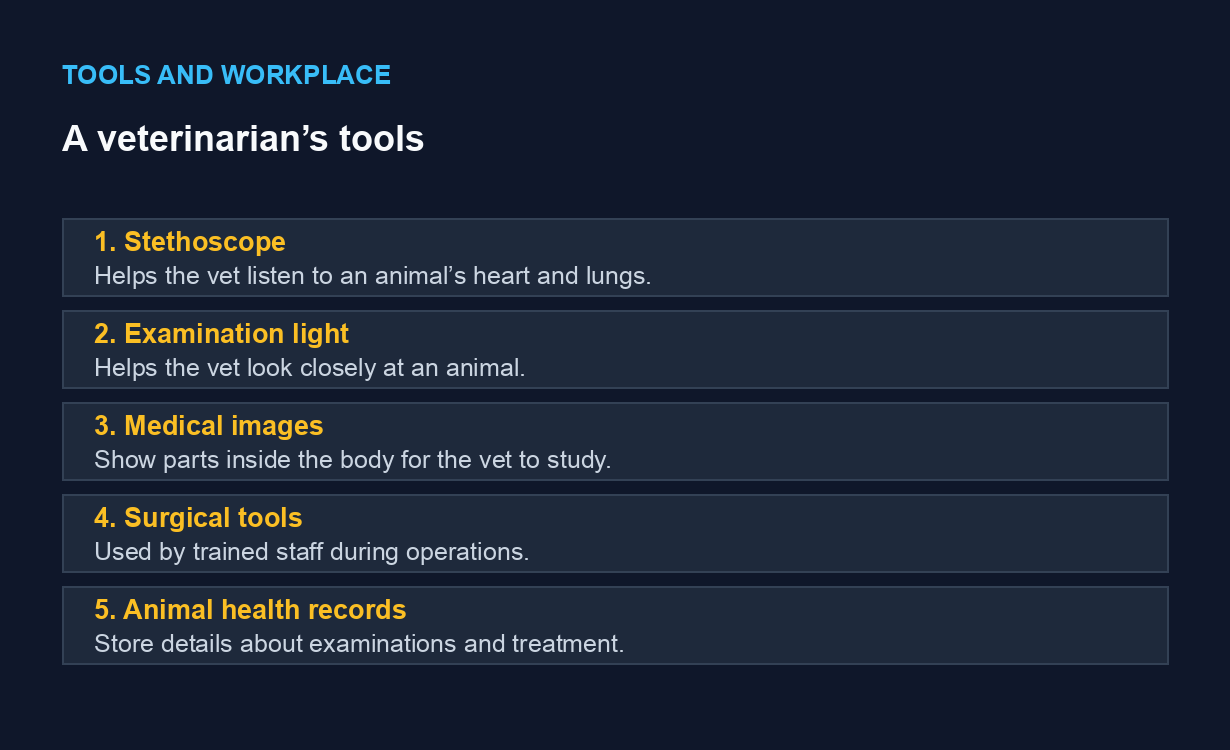 TOOLS AND WORKPLACE
A veterinarian’s tools
1. Stethoscope
Helps the vet listen to an animal’s heart and lungs.
2. Examination light
Helps the vet look closely at an animal.
3. Medical images
Show parts inside the body for the vet to study.
4. Surgical tools
Used by trained staff during operations.
5. Animal health records
Store details about examinations and treatment.